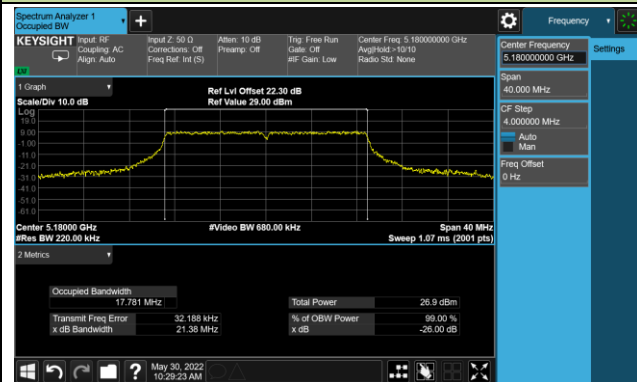 Spectrum Analyzer 1
Occupied BW
Frequency
KEYSIGHT
Input: RF
Coupling: AC
Align: Auto
Input Z: 50 Ω
Corrections: Off
Freq Ref: Int (S)
Atten: 10 dB
Preamp: Off
Trig: Free Run
Gate: Off
#IF Gain: Low
Center Freq: 5.180000000 GHz
Avg|Hold:>10/10
Radio Std: None
1 Graph
Scale/Div 10.0 dB
Ref Lvl Offset 22.30 dB
Ref Value 29.00 dBm
Log
19.0
9.00
-1.00
-11.0
-21.0
-31.0
-41.0
-51.0
-61.0
Center 5.18000 GHz
#Res BW 220.00 kHz
#Video BW 680.00 kHz
Span 40 MHz
Sweep 1.07 ms (2001 pts)
2 Metrics
Occupied Bandwidth
17.781 MHz
Transmit Freq Error 32.188 kHz
x dB Bandwidth 21.38 MHz
Total Power 26.9 dBm
% of OBW Power 99.00 %
x dB -26.00 dB
May 30, 2022
10:29:23 AM
Center Frequency
5.180000000 GHz
Span
40.000 MHz
CF Step
4.000000 MHz
Auto
Man
Freq Offset
0 Hz
Settings